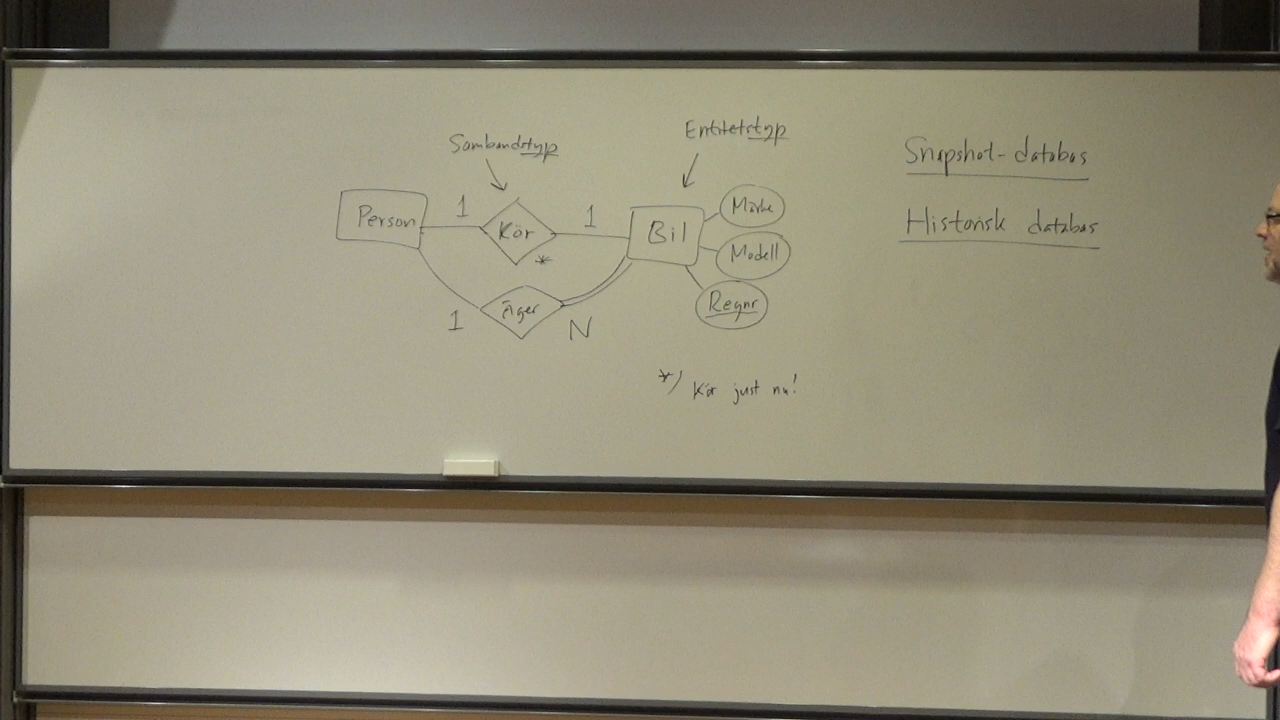 Sambandstyp
Entitetstyp
Snapshot-databas
Person
1
Kör
*
1
Bil
Märke
Modell
Regnr
Historisk databas
1
Äger
N
*) Kör just nu!